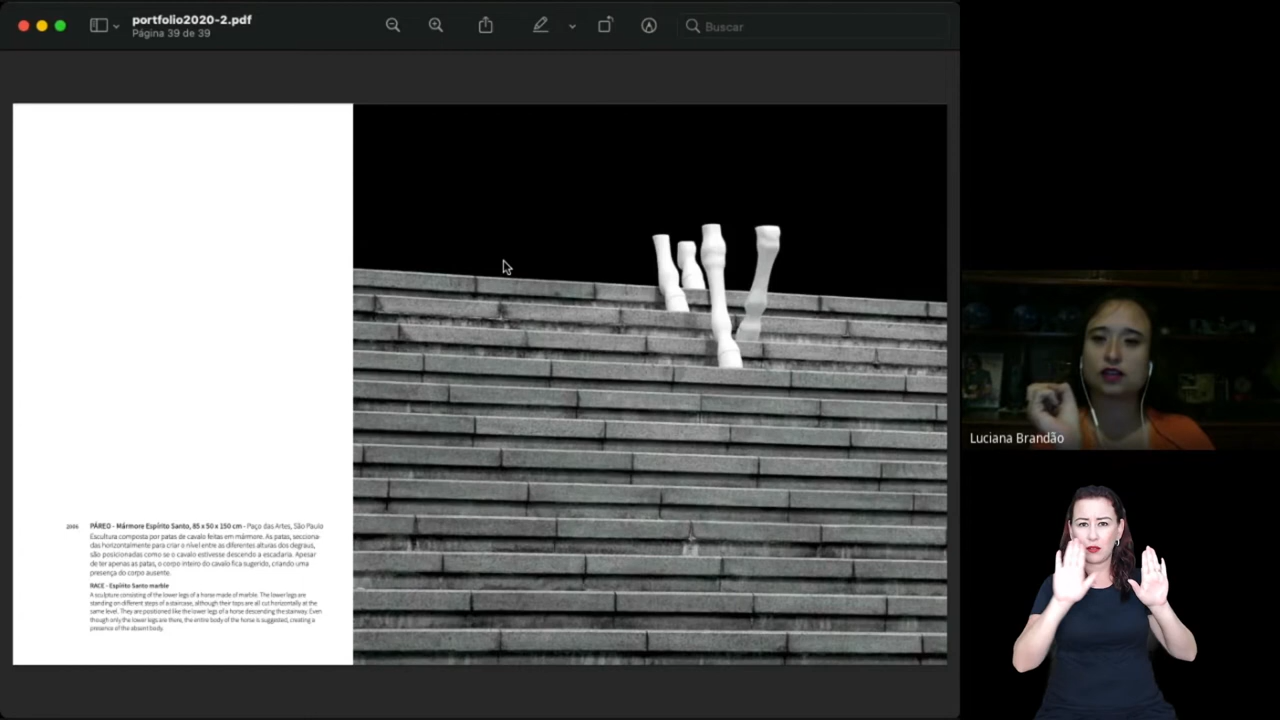 portfolio2020-2.pdf
Página 39 de 39
Buscar
2006 PÁREO - Mármore Espírito Santo, 85 x 50 x 150 cm - Paço das Artes, São Paulo
Escultura composta por patas de cavalo feitas em mármore. As patas, secciona-
das horizontalmente para criar o nível entre as diferentes alturas dos degraus,
são posicionadas como se o cavalo estivesse descendo a escadaria. Apesar
de ter apenas as patas, o corpo inteiro do cavalo fica sugerido, criando uma
presença do corpo ausente.
RACE - Espírito Santo marble
A sculpture consisting of the lower legs of a horse made of marble. The lower legs are
standing on different steps of a staircase, although their tops are all cut horizontally at the
same level. They are positioned like the lower legs of a horse descending the stairway. Even
though only the lower legs are there, the entire body of the horse is suggested, creating a
presence of the absent body.
Luciana Brandão